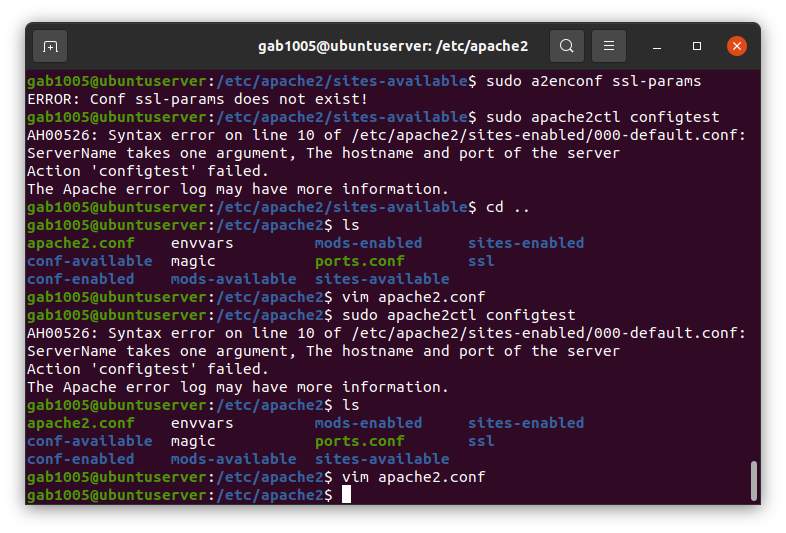 gab1005@ubuntuserver: /etc/apache2
gab1005@ubuntuserver:/etc/apache2/sites-available$ sudo a2enconf ssl-params
ERROR: Conf ssl-params does not exist!
gab1005@ubuntuserver:/etc/apache2/sites-available$ sudo apache2ctl configtest
AH00526: Syntax error on line 10 of /etc/apache2/sites-enabled/000-default.conf:
ServerName takes one argument, The hostname and port of the server
Action 'configtest' failed.
The Apache error log may have more information.
gab1005@ubuntuserver:/etc/apache2/sites-available$ cd ..
gab1005@ubuntuserver:/etc/apache2$ ls
apache2.conf    envvars         mods-enabled     sites-enabled
conf-available  magic           ports.conf       ssl
conf-enabled    mods-available  sites-available
gab1005@ubuntuserver:/etc/apache2$ vim apache2.conf
gab1005@ubuntuserver:/etc/apache2$ sudo apache2ctl configtest
AH00526: Syntax error on line 10 of /etc/apache2/sites-enabled/000-default.conf:
ServerName takes one argument, The hostname and port of the server
Action 'configtest' failed.
The Apache error log may have more information.
gab1005@ubuntuserver:/etc/apache2$ ls
apache2.conf    envvars         mods-enabled     sites-enabled
conf-available  magic           ports.conf       ssl
conf-enabled    mods-available  sites-available
gab1005@ubuntuserver:/etc/apache2$ vim apache2.conf
gab1005@ubuntuserver:/etc/apache2$